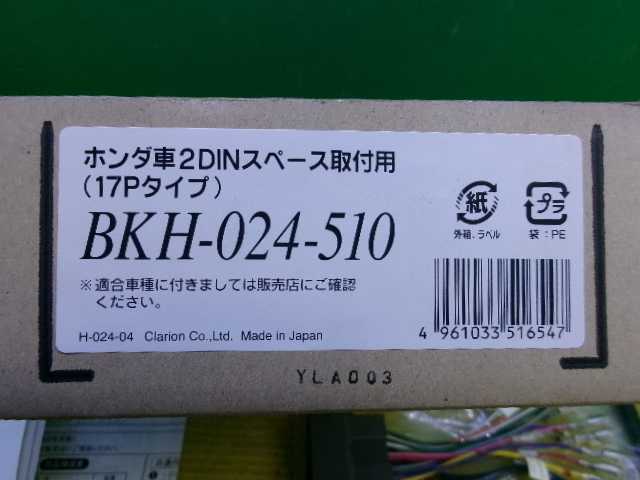 ホンダ車2DINスペース取付用
(17Pタイプ)
BKH-024-510
※適合車種に付きましては販売店にご確認
ください。
H-024-04 Clarion Co.,Ltd. Made in Japan
紙
外箱、ラベル
プラ
袋:PE
4 961033 516547
YLA003